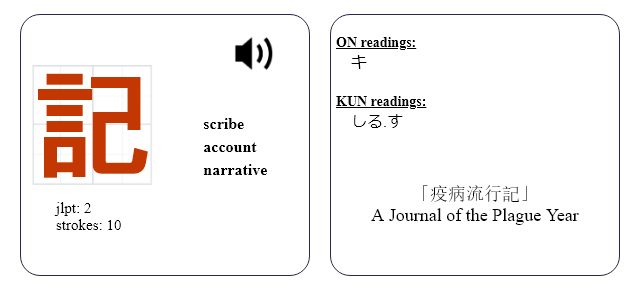 記
scribe
account
narrative
jlpt: 2
strokes: 10
ON readings:
キ
KUN readings:
しる.す
「疫病流行記」
A Journal of the Plague Year